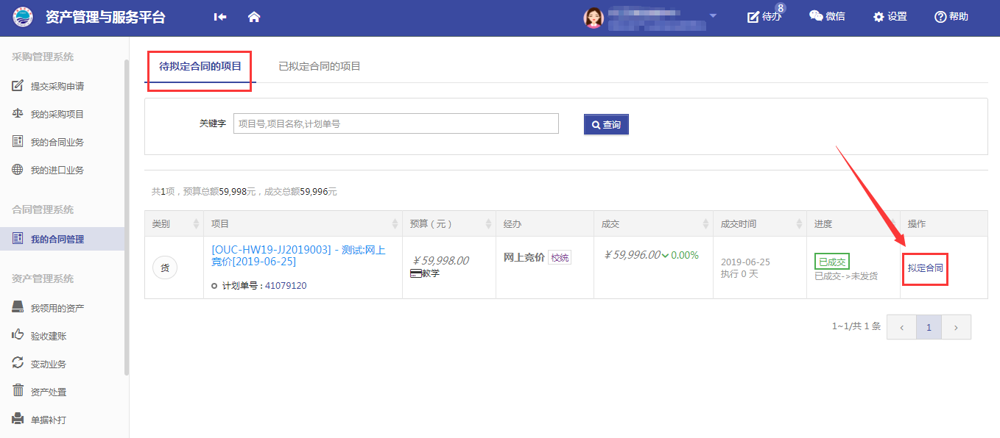 资产管理与服务平台
待办
8
微信
设置
帮助
采购管理系统
提交采购申请
我的采购项目
我的合同业务
我的进口业务
合同管理系统
我的合同管理
资产管理系统
我领用的资产
验收建账
变动业务
资产处置
单据补打
待拟定合同的项目
已拟定合同的项目
关键字
项目号,项目名称,计划单号
查询
共1项，预算总额59,998元，成交总额59,996元
类别
项目
预算（元）
经办
成交
成交时间
进度
操作
货
[OUC-HW19-JJ2019003] - 测试:网上
竞价[2019-06-25]
计划单号 : 41079120
￥59,998.00
教学
网上竞价 校统
￥59,996.00 0.00%
2019-06-25
执行 0 天
已成交
已成交->未发货
拟定合同
1~1/共 1 条
‹
1
›